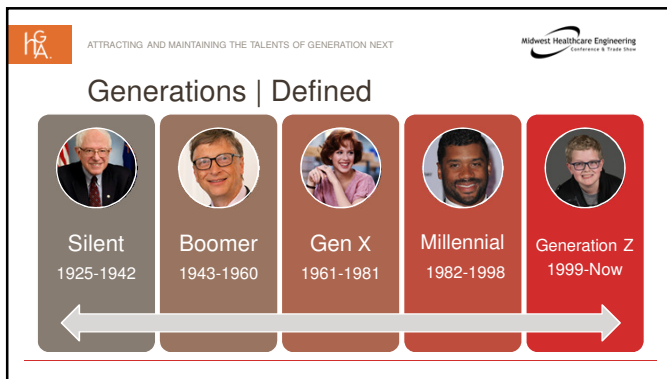 HGA
ATTRACTING AND MAINTAINING THE TALENTS OF GENERATION NEXT
Midwest Healthcare Engineering
Conference & Trade Show
Generations | Defined
Silent
1925-1942
Boomer
1943-1960
Gen X
1961-1981
Millennial
1982-1998
Generation Z
1999-Now